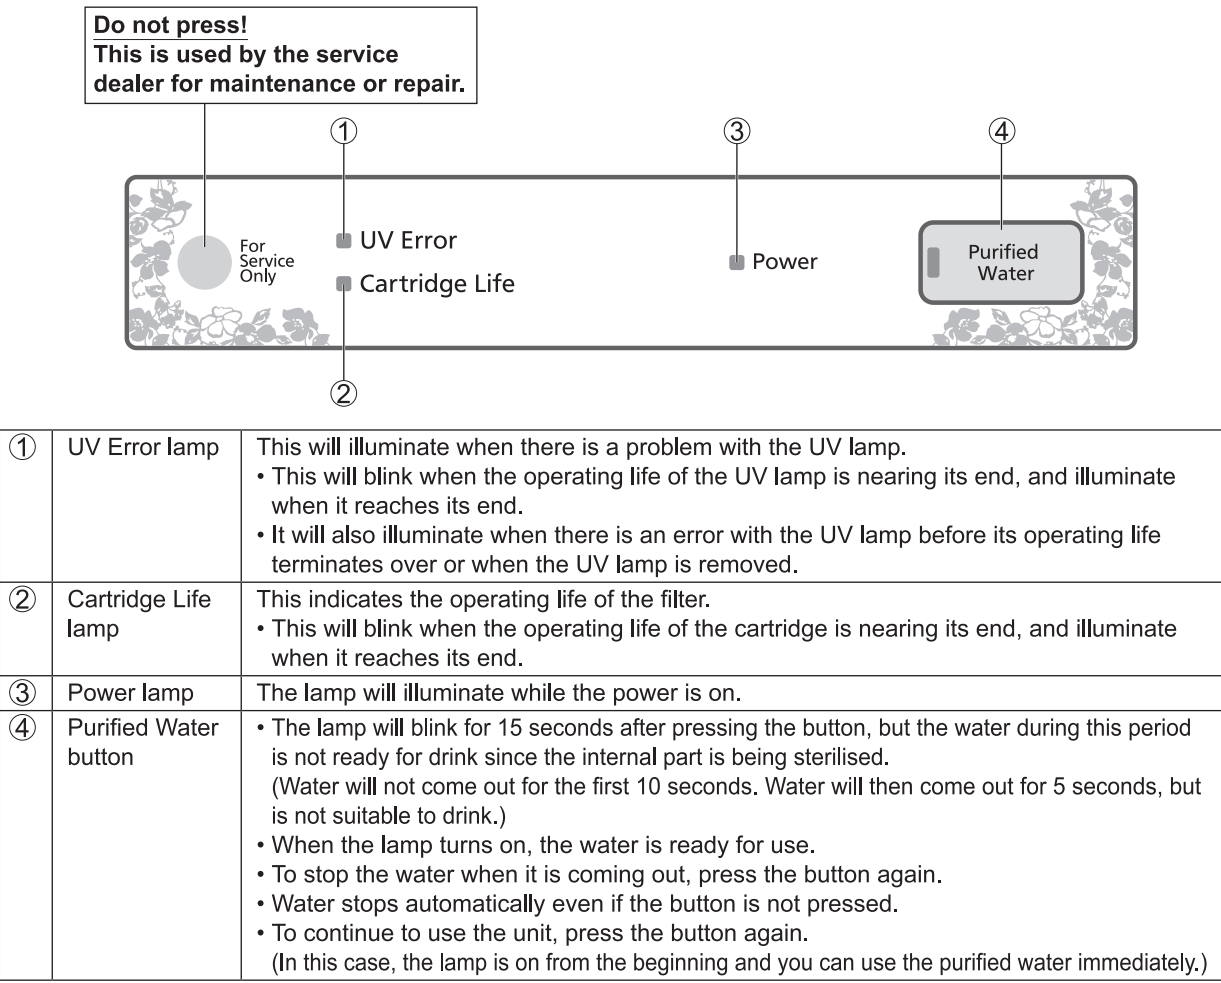 Do not press!
This is used by the service
dealer for maintenance or repair.
① ③ ④
For
Service
Only
UV Error
Cartridge Life
Power
Purified
Water
②
① UV Error lamp This will illuminate when there is a problem with the UV lamp.
• This will blink when the operating life of the UV lamp is nearing its end, and illuminate
when it reaches its end.
• It will also illuminate when there is an error with the UV lamp before its operating life
terminates over or when the UV lamp is removed.
② Cartridge Life This indicates the operating life of the filter.
lamp • This will blink when the operating life of the cartridge is nearing its end, and illuminate
when it reaches its end.
③ Power lamp The lamp will illuminate while the power is on.
④ Purified Water • The lamp will blink for 15 seconds after pressing the button, but the water during this period
button is not ready for drink since the internal part is being sterilised.
(Water will not come out for the first 10 seconds. Water will then come out for 5 seconds, but
is not suitable to drink.)
• When the lamp turns on, the water is ready for use.
• To stop the water when it is coming out, press the button again.
• Water stops automatically even if the button is not pressed.
• To continue to use the unit, press the button again.
(In this case, the lamp is on from the beginning and you can use the purified water immediately.)